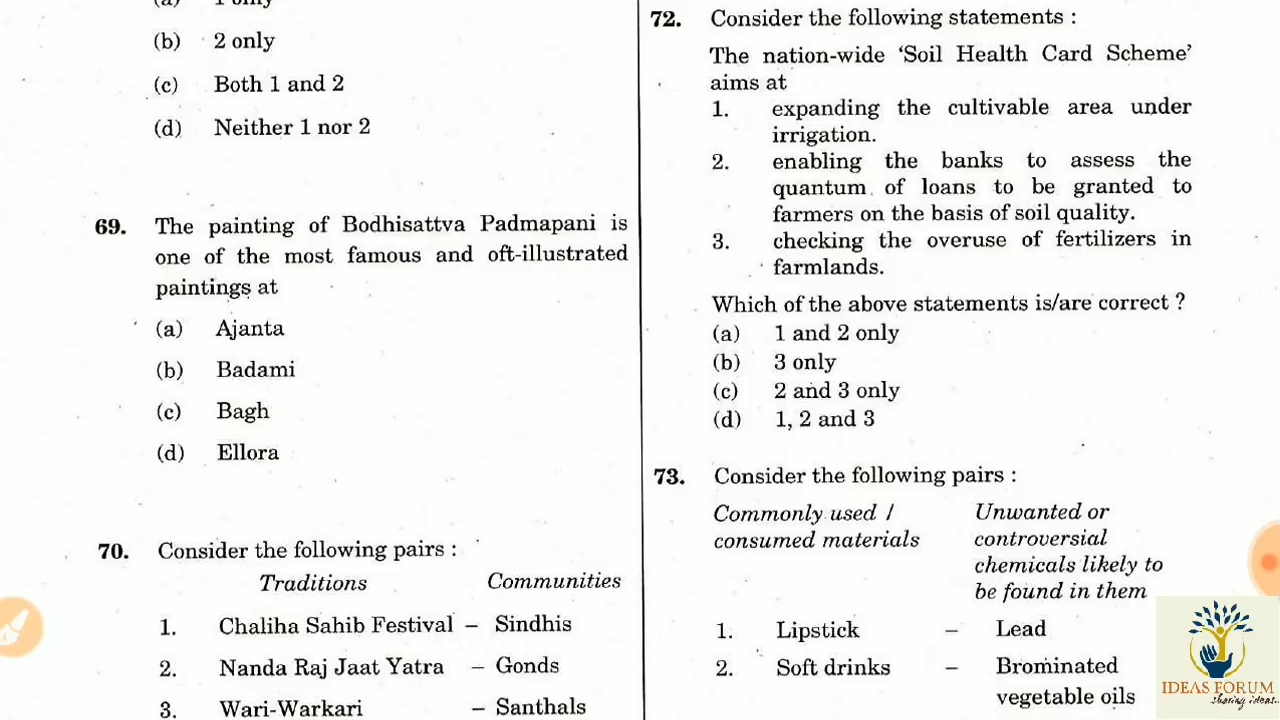 (a) 1 only
(b) 2 only
(c) Both 1 and 2
(d) Neither 1 nor 2
69. The painting of Bodhisattva Padmapani is
one of the most famous and oft-illustrated
paintings at
(a) Ajanta
(b) Badami
(c) Bagh
(d) Ellora
70. Consider the following pairs :
Traditions Communities
1. Chaliha Sahib Festival – Sindhis
2. Nanda Raj Jaat Yatra – Gonds
3. Wari-Warkari – Santhals
72. Consider the following statements :
The nation-wide ‘Soil Health Card Scheme’
aims at
1. expanding the cultivable area under
irrigation.
2. enabling the banks to assess the
quantum of loans to be granted to
farmers on the basis of soil quality.
3. checking the overuse of fertilizers in
farmlands.
Which of the above statements is/are correct ?
(a) 1 and 2 only
(b) 3 only
(c) 2 and 3 only
(d) 1, 2 and 3
73. Consider the following pairs :
Commonly used / Unwanted or
consumed materials controversial
chemicals likely to
be found in them
1. Lipstick – Lead
2. Soft drinks – Brominated
vegetable oils
IDEAS FORUM
sharing ideas.